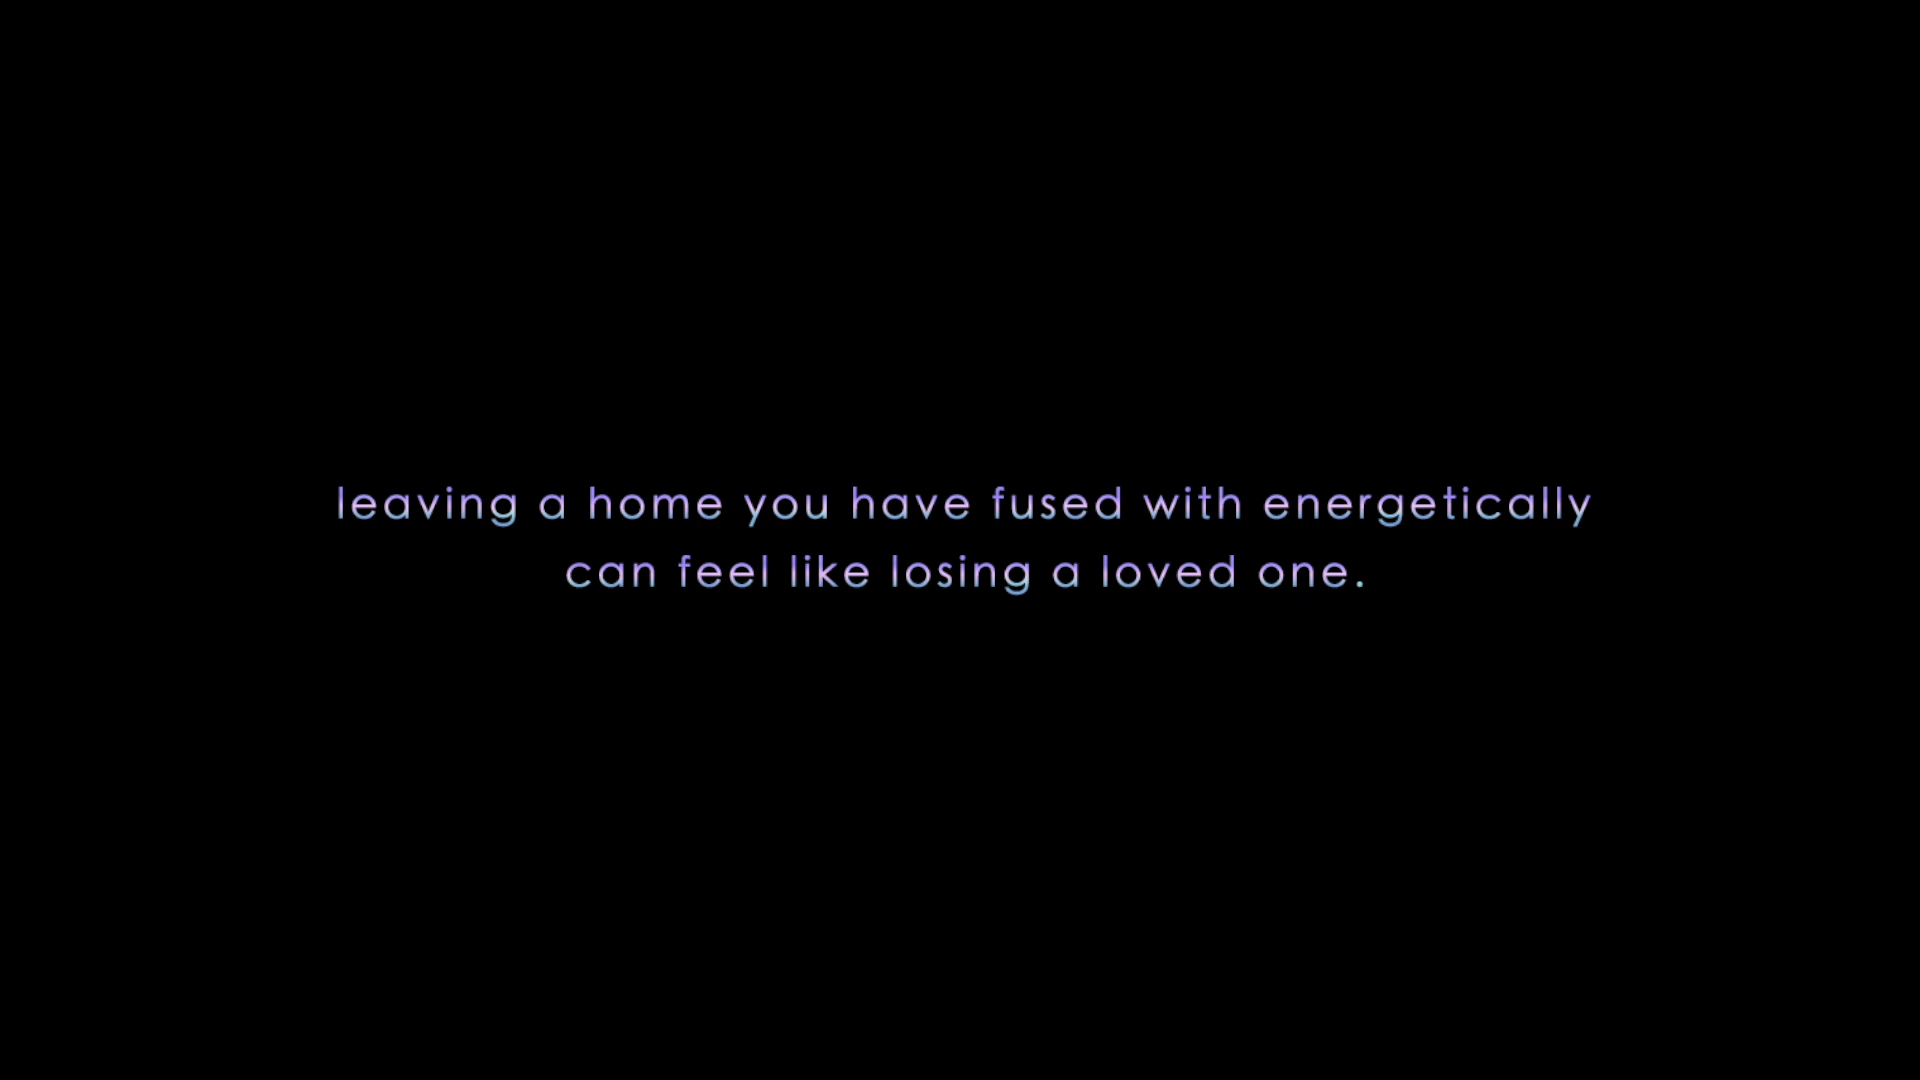 leaving a home you have fused with energetically
can feel like losing a loved one.